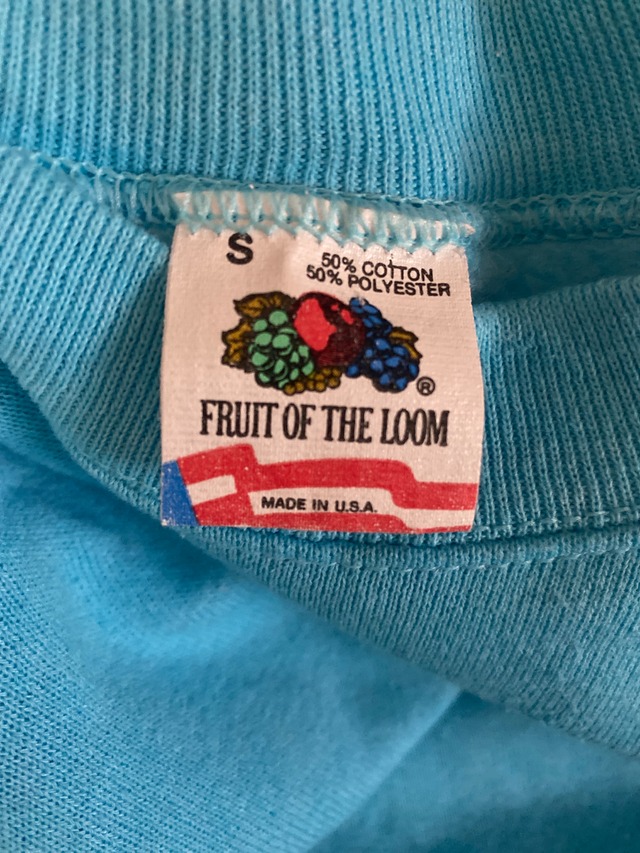 S
50% COTTON
50% POLYESTER
®
FRUIT OF THE LOOM
MADE IN U.S.A.